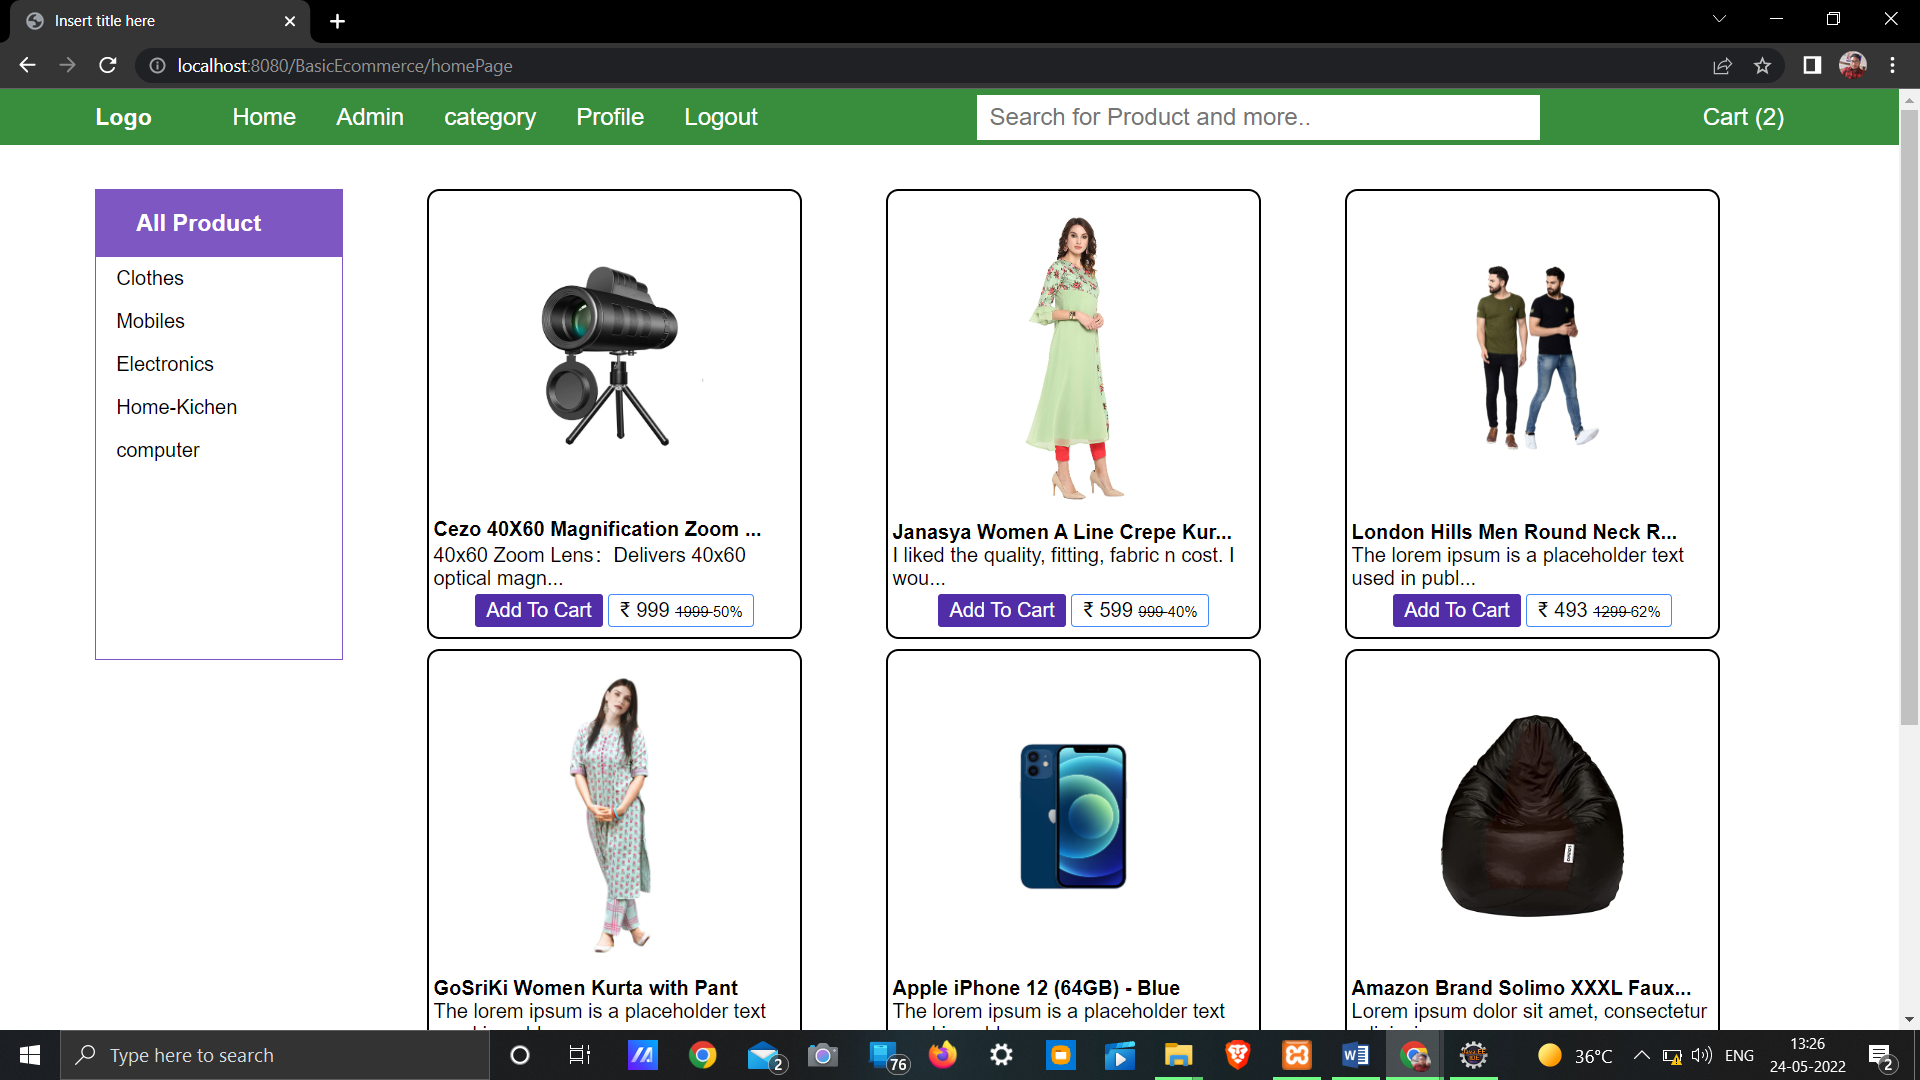 Insert title here
localhost:8080/BasicEcommerce/homePage
Logo Home Admin category Profile Logout Search for Product and more.. Cart (2)
All Product
Clothes
Mobiles
Electronics
Home-Kichen
computer
Cezo 40X60 Magnification Zoom ...
40x60 Zoom Lens： Delivers 40x60
optical magn...
Add To Cart ₹ 999 1999-50%
Janasya Women A Line Crepe Kur...
I liked the quality, fitting, fabric n cost. I
wou...
Add To Cart ₹ 599 999-40%
London Hills Men Round Neck R...
The lorem ipsum is a placeholder text
used in publ...
Add To Cart ₹ 493 1299-62%
GoSriKi Women Kurta with Pant
The lorem ipsum is a placeholder text
Apple iPhone 12 (64GB) - Blue
The lorem ipsum is a placeholder text
Amazon Brand Solimo XXXL Faux...
Lorem ipsum dolor sit amet, consectetur
Type here to search
2
76
36°C
ENG
13:26
24-05-2022
2